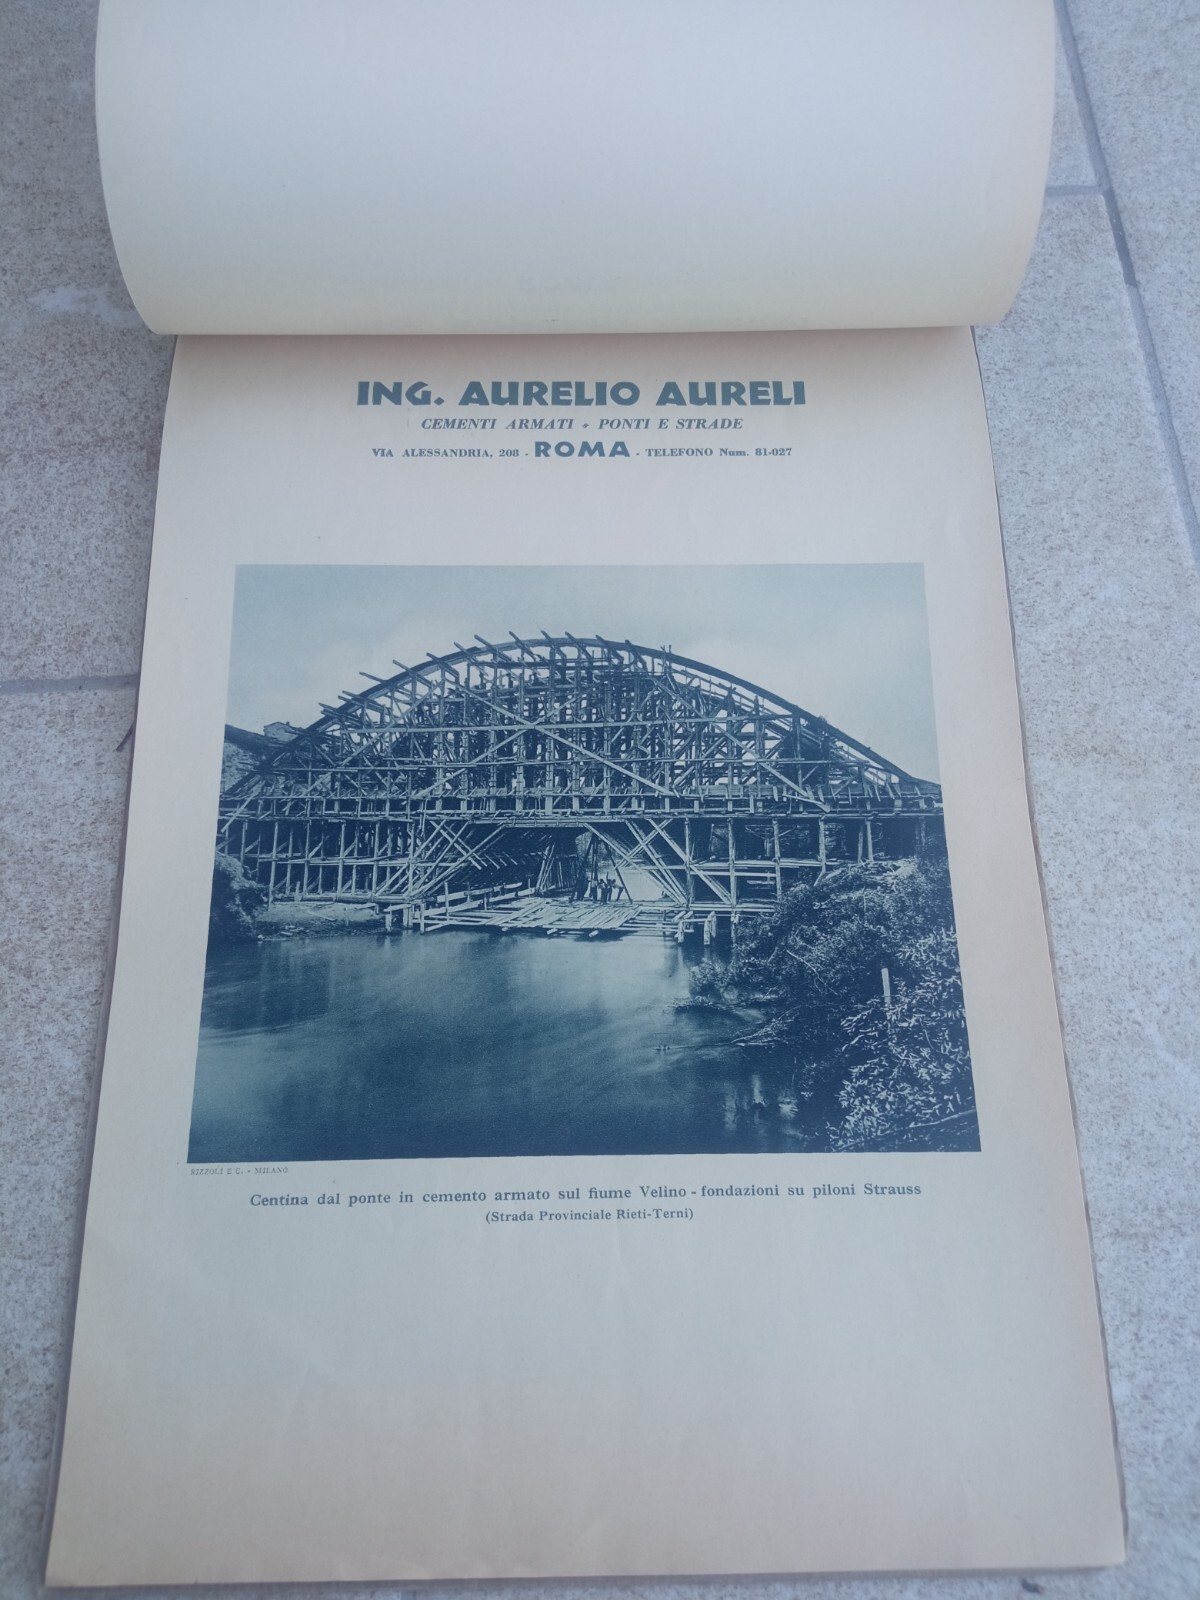 ING. AURELIO AURELI
CEMENTI ARMATI • PONTI E STRADE
VIA ALESSANDRIA, 208 - ROMA - TELEFONO Num. 81-027
RIZZOLI E C. - MILANO
Centina dal ponte in cemento armato sul fiume Velino - fondazioni su piloni Strauss
(Strada Provinciale Rieti-Terni)